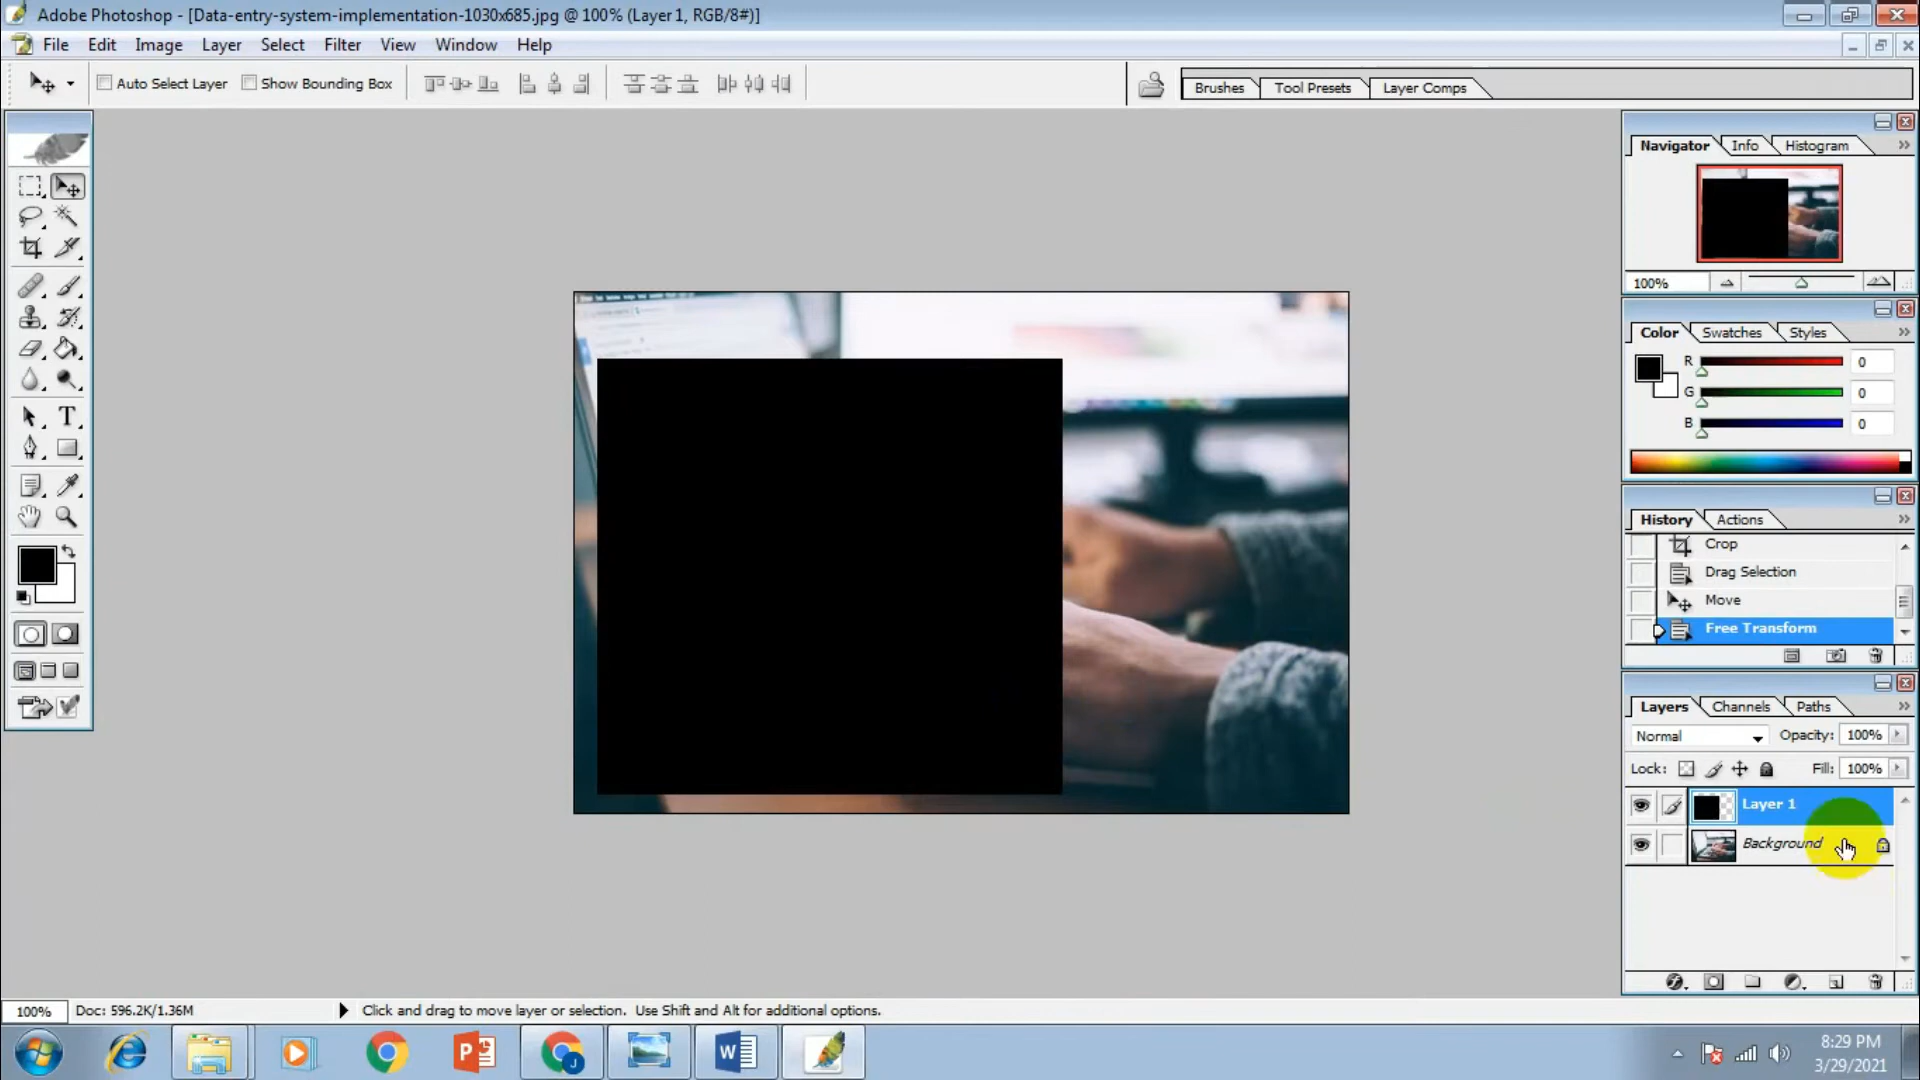 Adobe Photoshop - [Data-entry-system-implementation-1030x685.jpg @ 100% (Layer 1, RGB/8#)]
File Edit Image Layer Select Filter View Window Help
Auto Select Layer Show Bounding Box Brushes Tool Presets Layer Comps
Navigator Info Histogram
100%
Color Swatches Styles
R 0
G 0
B 0
History Actions
Crop
Drag Selection
Move
Free Transform
Layers Channels Paths
Normal Opacity: 100%
Lock: Fill: 100%
Layer 1
Background
100% Doc: 596.2K/1.36M Click and drag to move layer or selection. Use Shift and Alt for additional options.
8:29 PM
3/29/2021